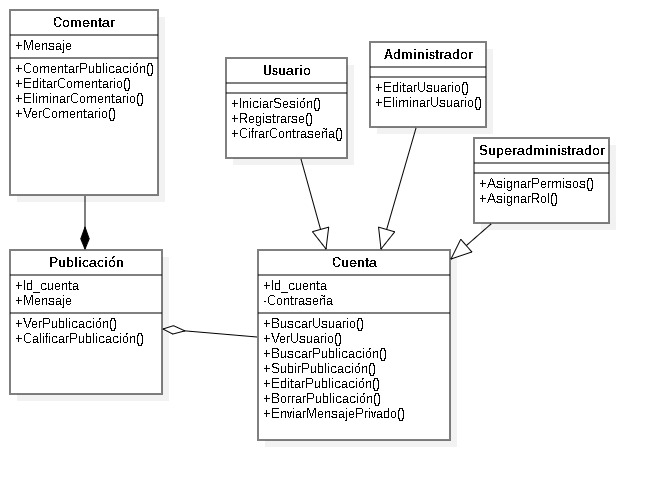 Comentar
+Mensaje
+ComentarPublicación()
+EditarComentario()
+EliminarComentario()
+VerComentario()
Usuario
+IniciarSesión()
+Registrarse()
+CifrarContraseña()
Administrador
+EditarUsuario()
+EliminarUsuario()
Superadministrador
+AsignarPermisos()
+AsignarRol()
Publicación
+Id_cuenta
+Mensaje
+VerPublicación()
+CalificarPublicación()
Cuenta
+Id_cuenta
-Contraseña
+BuscarUsuario()
+VerUsuario()
+BuscarPublicación()
+SubirPublicación()
+EditarPublicación()
+BorrarPublicación()
+EnviarMensajePrivado()